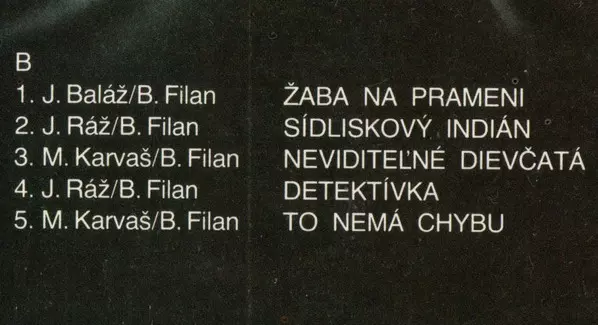 B
1. J. Baláž/B. Filan ŽABA NA PRAMENI
2. J. Ráž/B. Filan SÍDLISKOVÝ INDIÁN
3. M. Karvaš/B. Filan NEVIDITEĽNÉ DIEVČATÁ
4. J. Ráž/B. Filan DETEKTÍVKA
5. M. Karvaš/B. Filan TO NEMÁ CHYBU